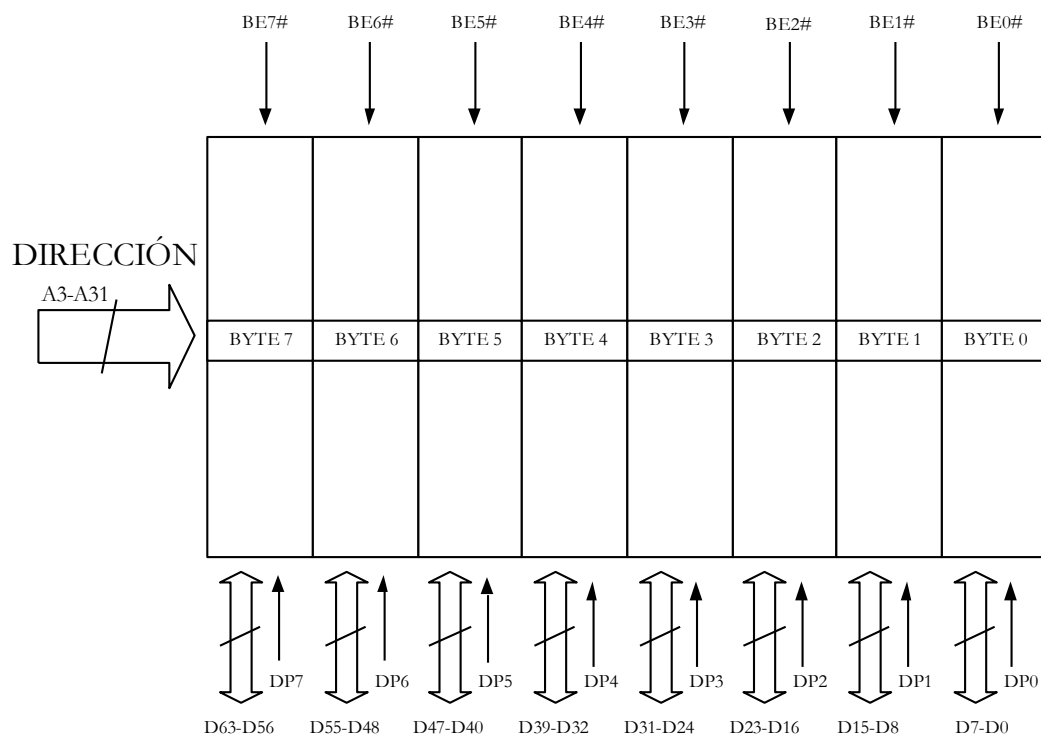 BE7# BE6# BE5# BE4# BE3# BE2# BE1# BE0#
DIRECCIÓN
A3-A31
BYTE 7 BYTE 6 BYTE 5 BYTE 4 BYTE 3 BYTE 2 BYTE 1 BYTE 0
DP7 DP6 DP5 DP4 DP3 DP2 DP1 DP0
D63-D56 D55-D48 D47-D40 D39-D32 D31-D24 D23-D16 D15-D8 D7-D0